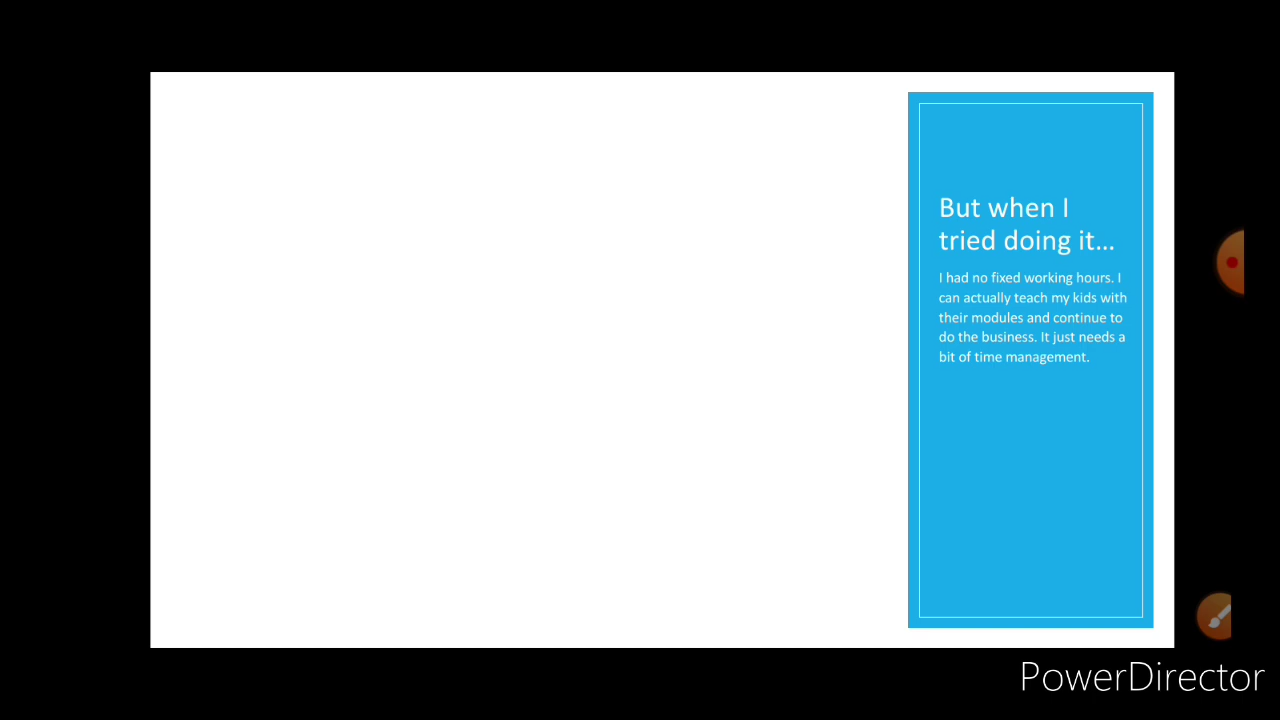 But when I
tried doing it...
I had no fixed working hours. I
can actually teach my kids with
their modules and continue to
do the business. It just needs a
bit of time management.
PowerDirector